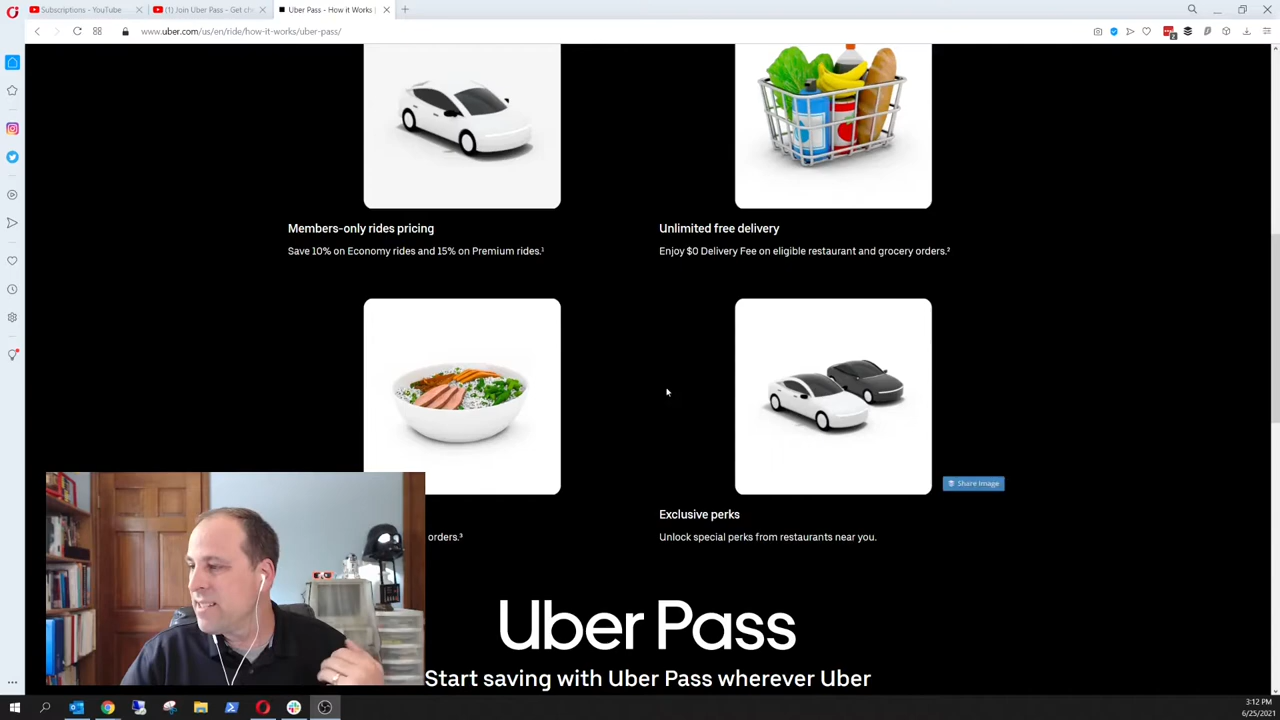 Subscriptions - YouTube
(1) Join Uber Pass - Get ch
Uber Pass - How it Works |
www.uber.com/us/en/ride/how-it-works/uber-pass/
2
Members-only rides pricing
Save 10% on Economy rides and 15% on Premium rides.¹
Unlimited free delivery
Enjoy $0 Delivery Fee on eligible restaurant and grocery orders.²
Share Image
orders.³
Exclusive perks
Unlock special perks from restaurants near you.
Uber Pass
Start saving with Uber Pass wherever Uber
3:12 PM
6/25/2021